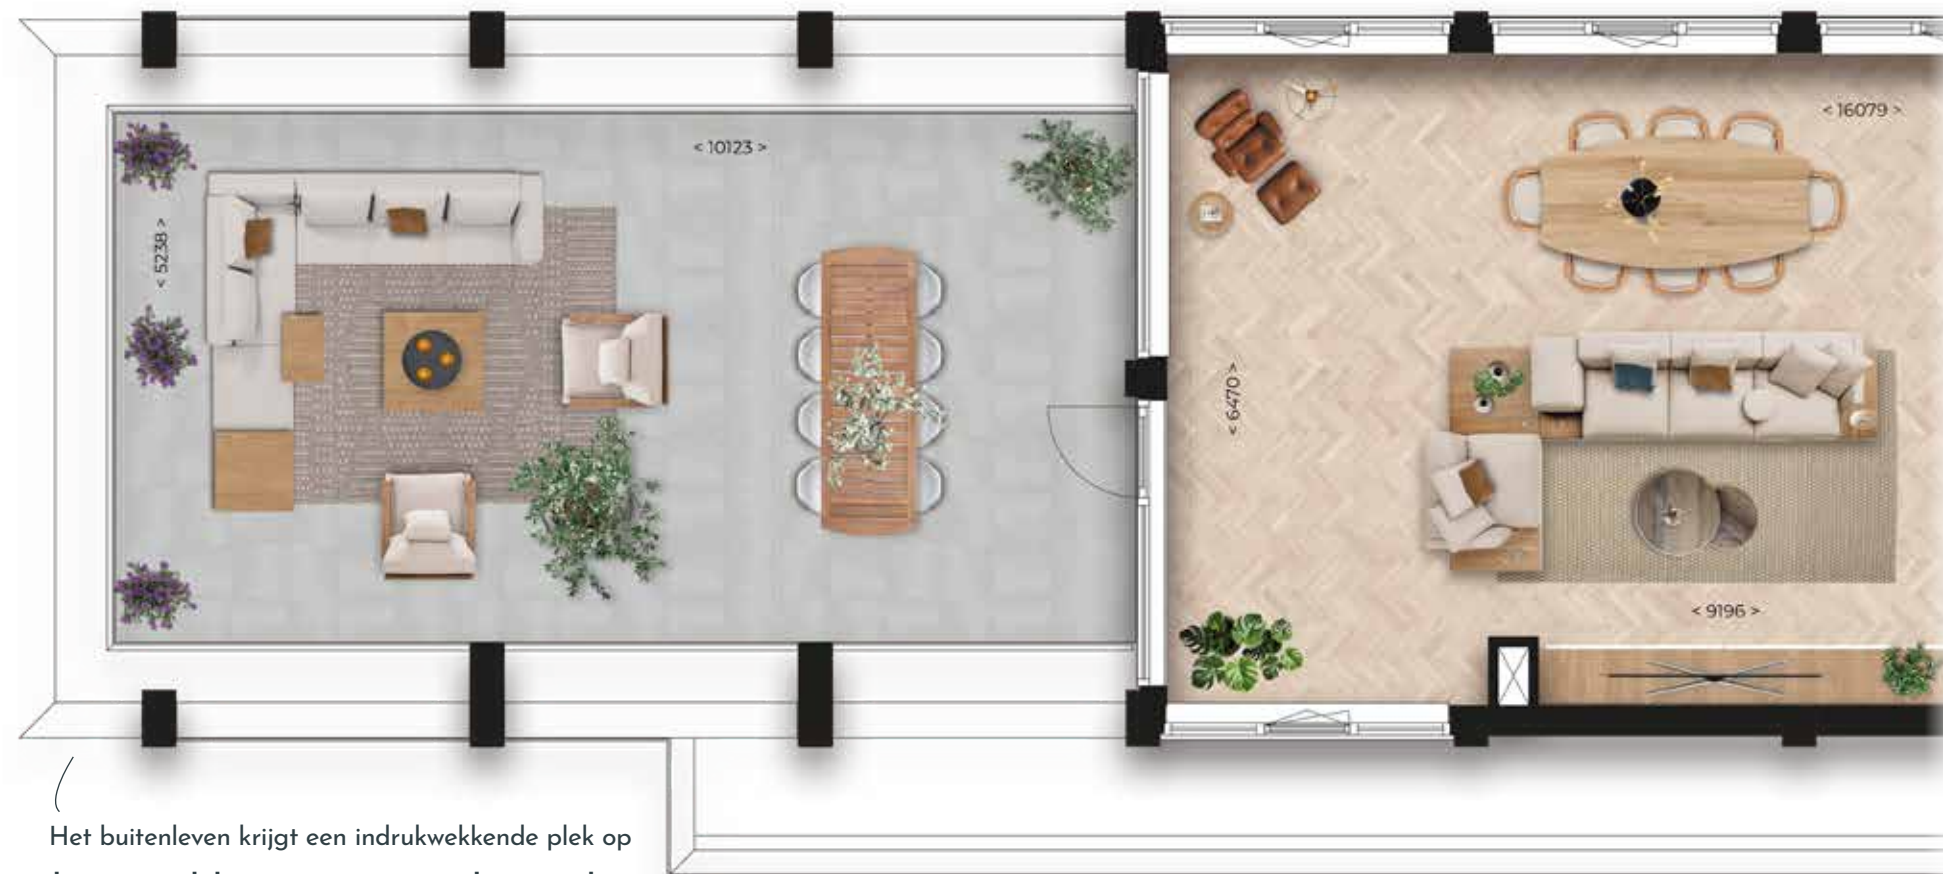 < 10123 >
< 16079 >
< 5238 >
< 6470 >
< 9196 >
Het buitenleven krijgt een indrukwekkende plek op